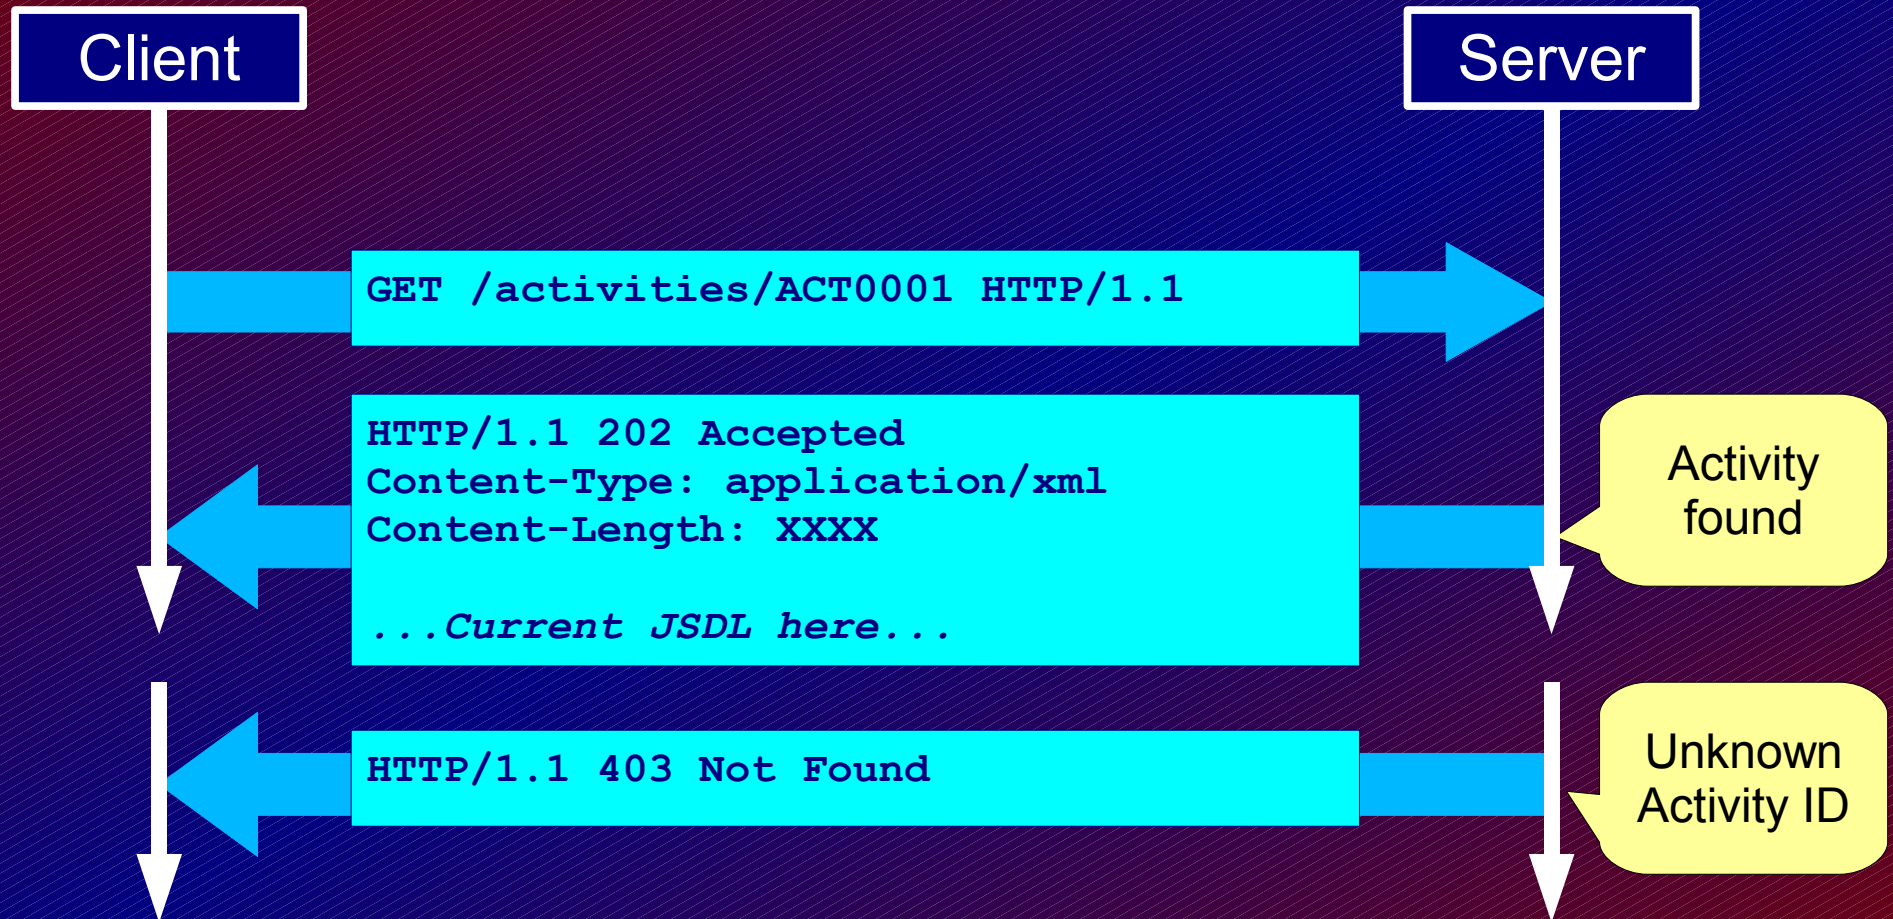 Client
Server
GET /activities/ACT0001 HTTP/1.1
HTTP/1.1 202 Accepted
Content-Type: application/xml
Content-Length: XXXX
...Current JSDL here...
Activity
found
HTTP/1.1 403 Not Found
Unknown
Activity ID